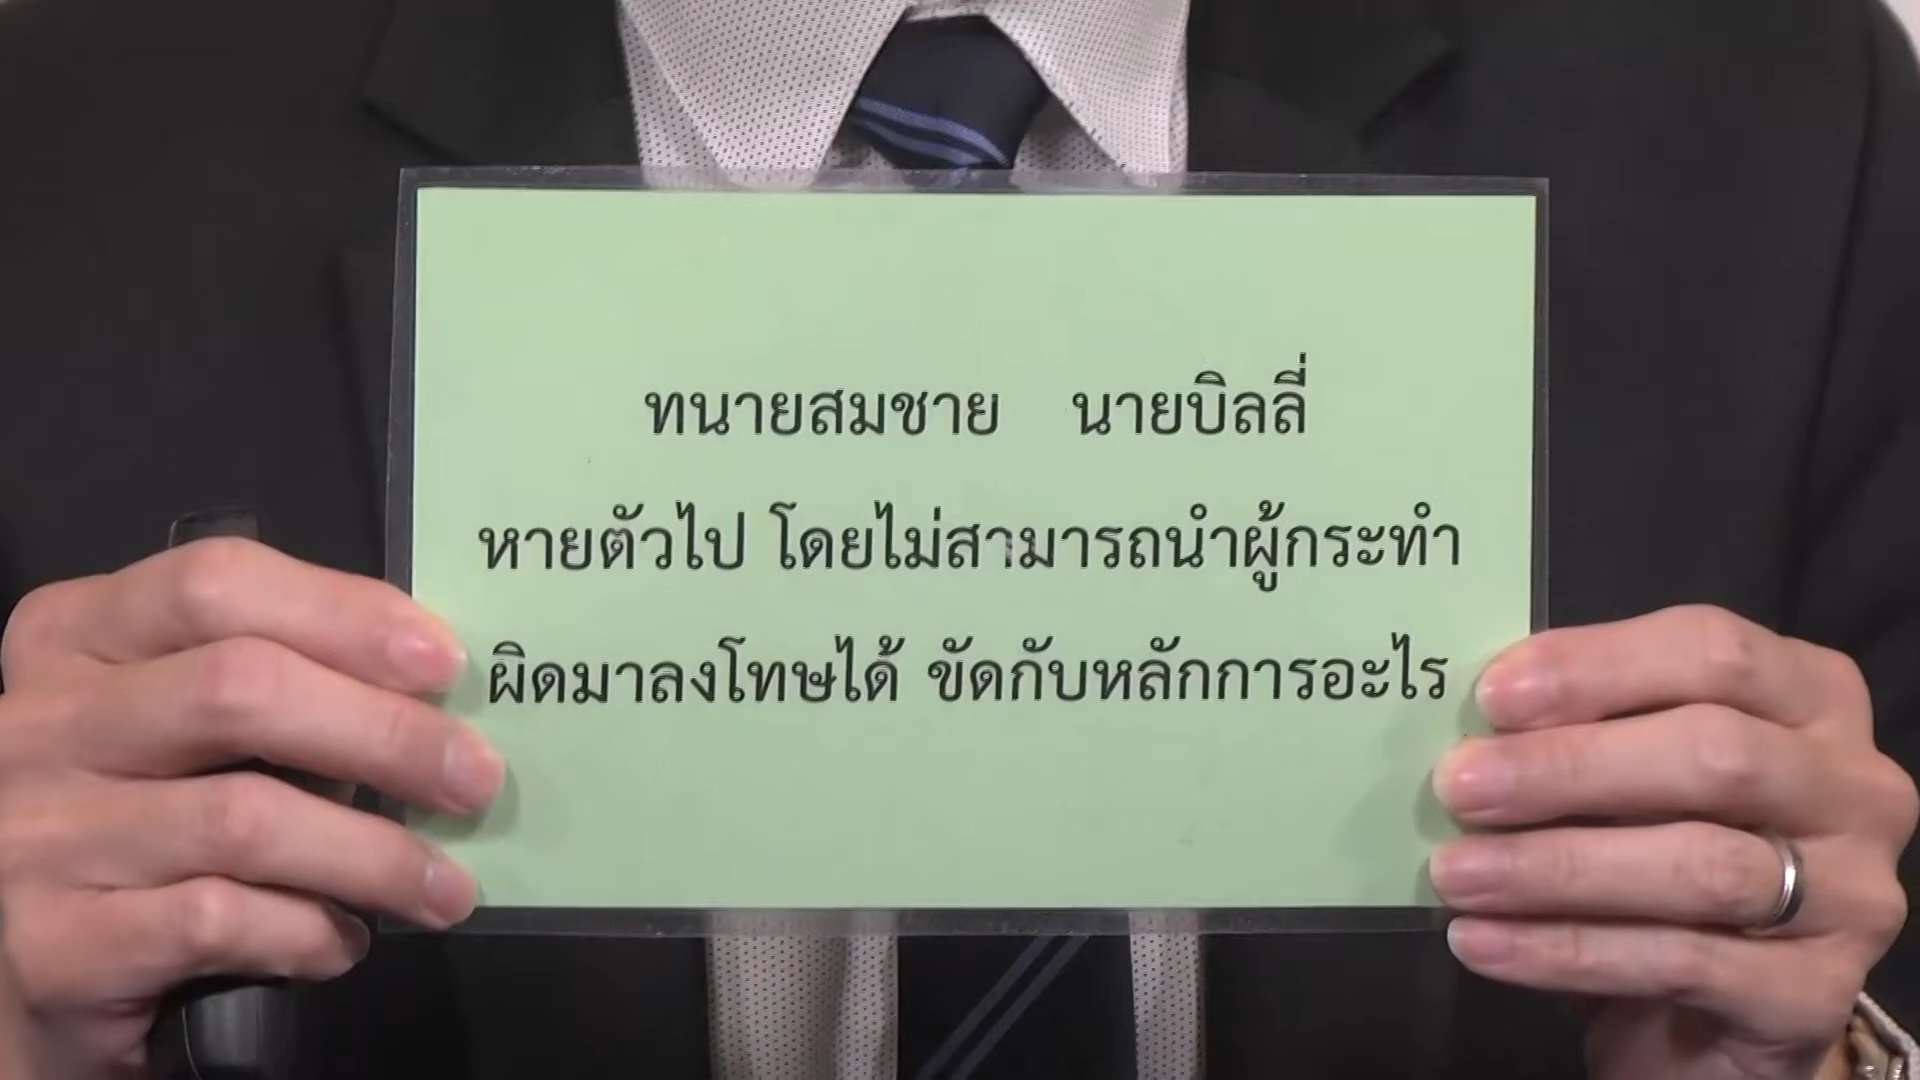 ทนายสมชาย นายบิลลี่
หายตัวไป โดยไม่สามารถนำผู้กระทำ
ผิดมาลงโทษได้ ขัดกับหลักการอะไร